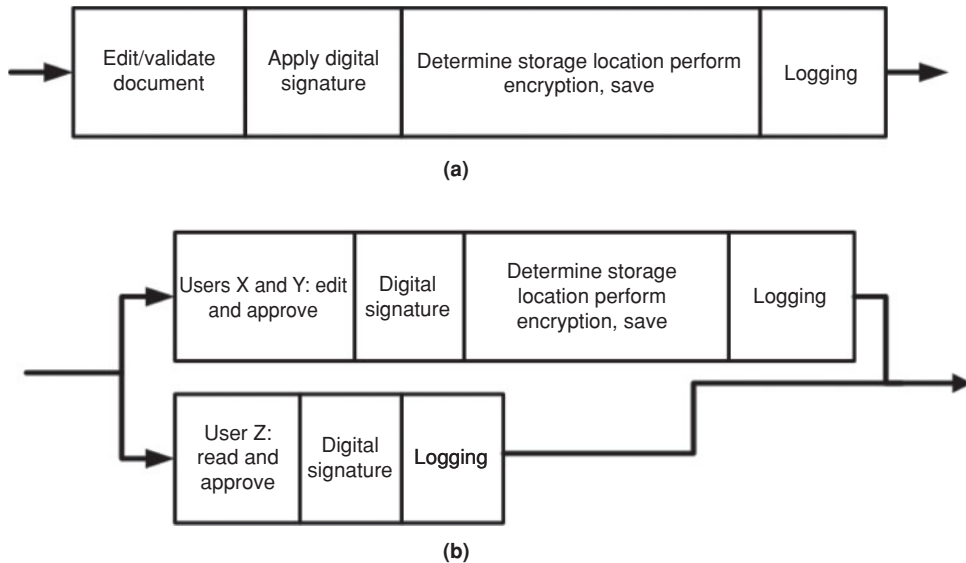 Edit/validate
document
Apply digital
signature
Determine storage location perform
encryption, save
Logging
(a)
Users X and Y: edit
and approve
Digital
signature
Determine storage
location perform
encryption, save
Logging
User Z:
read and
approve
Digital
signature
Logging
(b)